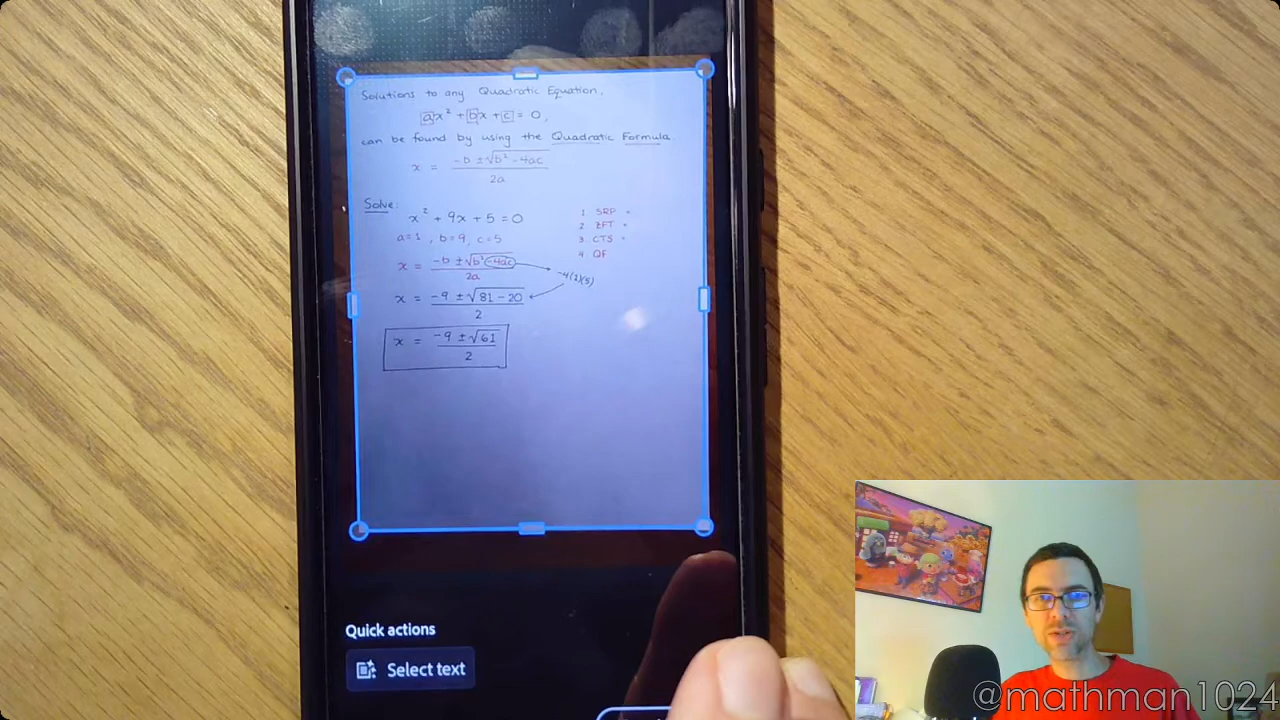 Solutions to any Quadratic Equation,
ax² + bx + c = 0,
can be found by using the Quadratic Formula
x = (-b ± √(b² - 4ac)) / 2a
Solve:
x² + 9x + 5 = 0
a=1, b=9, c=5
x = (-b ± √(b² - 4ac)) / 2a
-4(1)(5)
x = (-9 ± √(81 - 20)) / 2
x = (-9 ± √61) / 2
1 SRP
2 ZFT
3 CTS
4 QF
Quick actions
Select text
@mathman1024